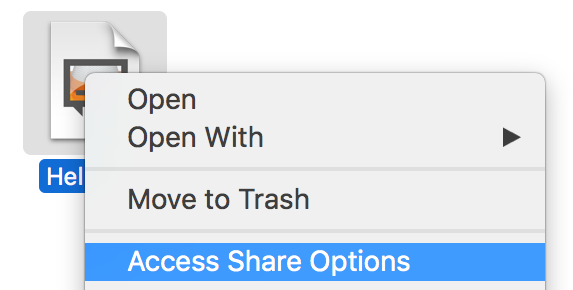 Open
Open With
Hel
Move to Trash
Access Share Options